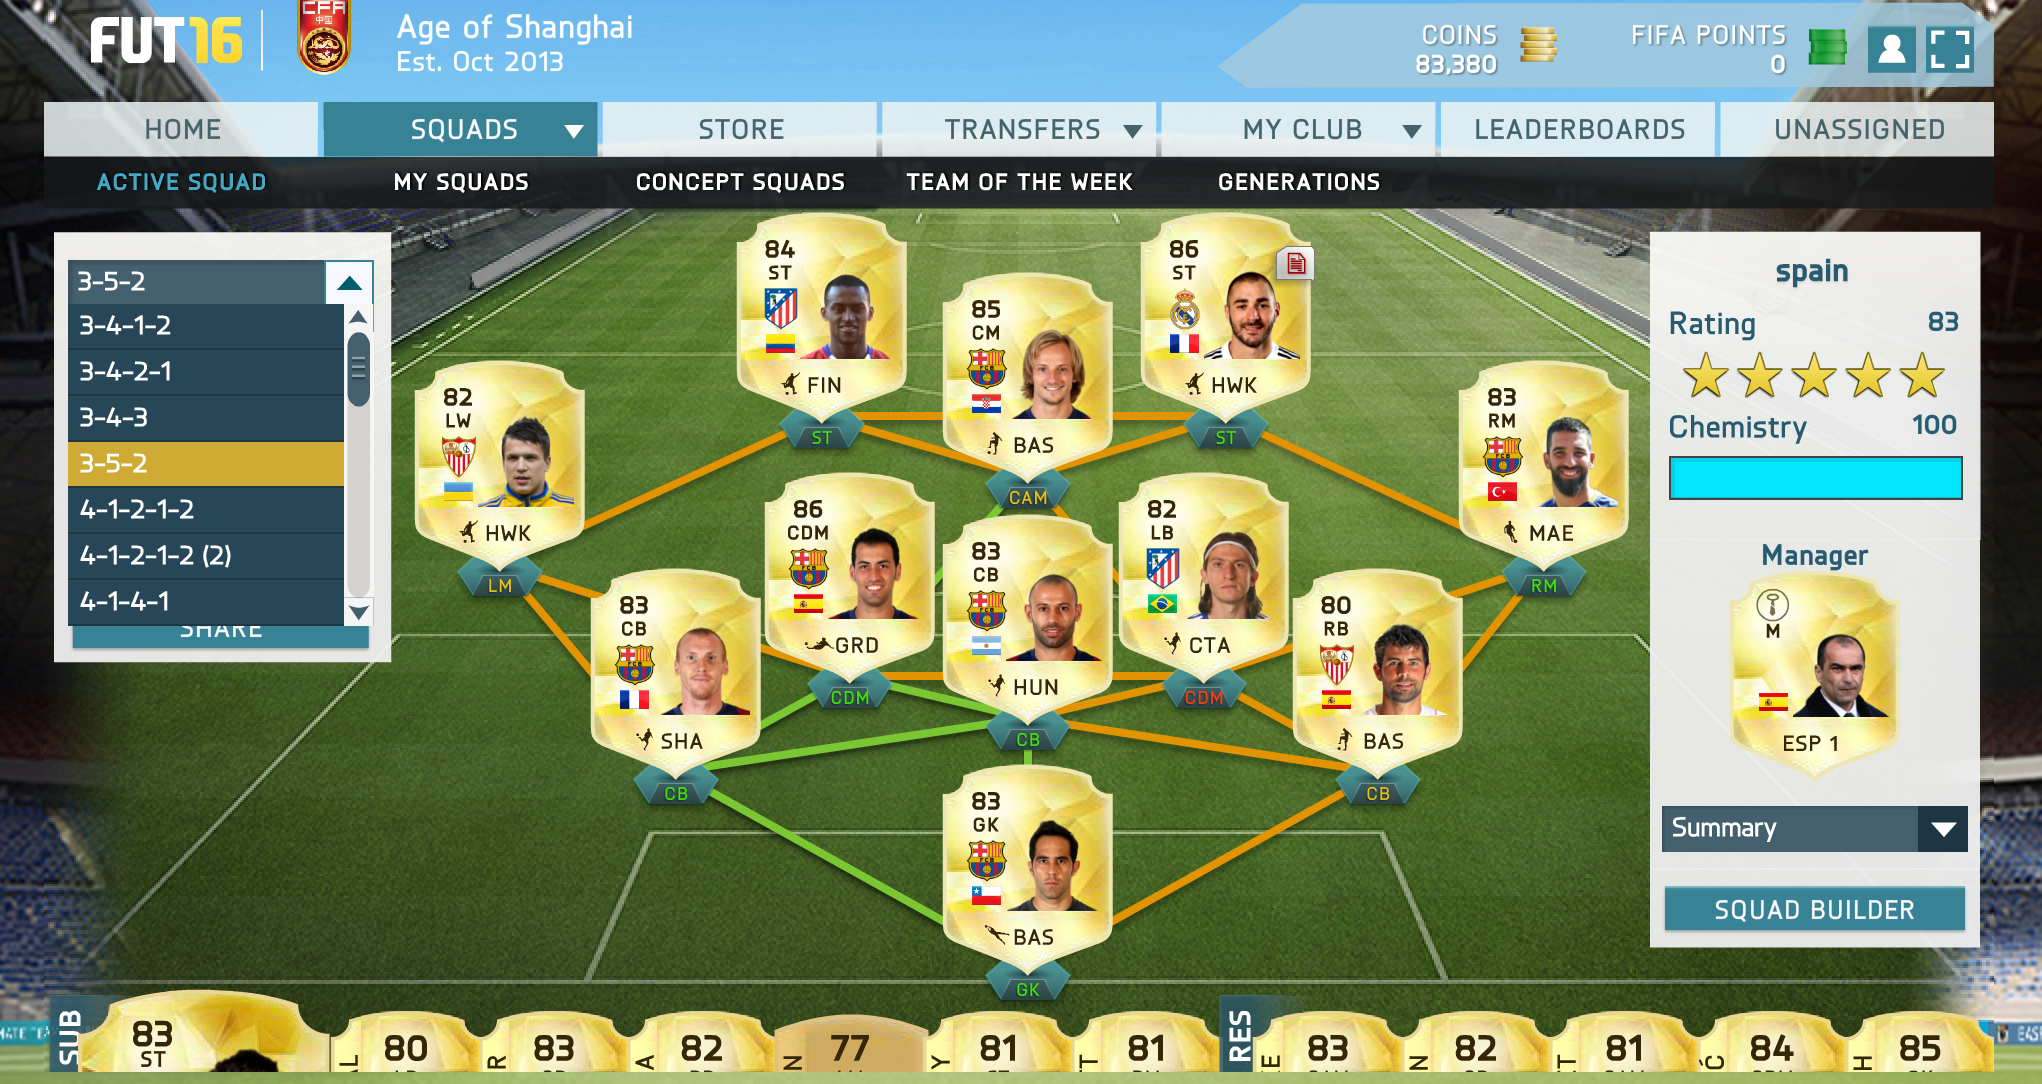 FUT16
CFA
中国
Age of Shanghai
Est. Oct 2013
COINS
83,380
FIFA POINTS
0
HOME
SQUADS
STORE
TRANSFERS
MY CLUB
LEADERBOARDS
UNASSIGNED
ACTIVE SQUAD
MY SQUADS
CONCEPT SQUADS
TEAM OF THE WEEK
GENERATIONS
3-5-2
3-4-1-2
3-4-2-1
3-4-3
3-5-2
4-1-2-1-2
4-1-2-1-2 (2)
4-1-4-1
SHARE
84
ST
FIN
ST
85
CM
BAS
CAM
86
ST
HWK
ST
82
LW
HWK
LM
83
RM
MAE
RM
86
CDM
GRD
CDM
83
CB
HUN
CB
82
LB
CTA
CDM
83
CB
SHA
CB
80
RB
BAS
CB
83
GK
BAS
GK
spain
Rating 83
Chemistry 100
Manager
M
ESP 1
Summary
SQUAD BUILDER
SUB
83
ST
80
83
82
77
81
81
RES
83
82
81
84
85